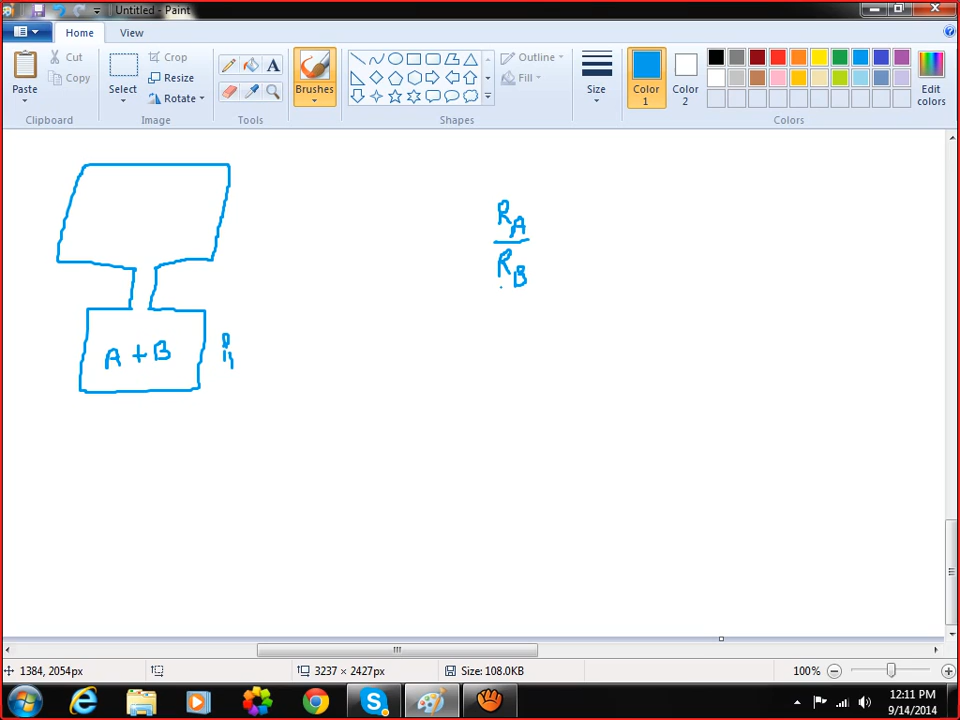 Untitled - Paint
Home View
Paste
Cut
Copy
Clipboard
Select
Crop
Resize
Rotate
Image
Tools
Brushes
Shapes
Outline
Fill
Size
Color 1
Color 2
Colors
Edit colors
R_A
R_B
A + B
1384, 2054px
3237 × 2427px
Size: 108.0KB
100%
12:11 PM
9/14/2014